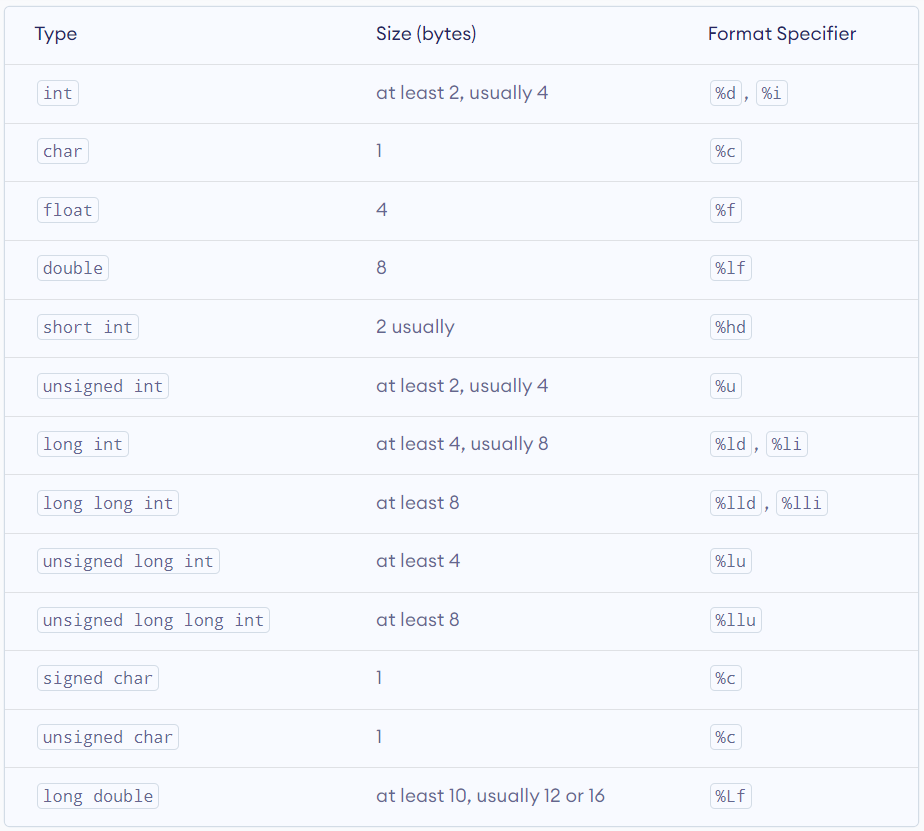 Type Size (bytes) Format Specifier
int at least 2, usually 4 %d, %i
char 1 %c
float 4 %f
double 8 %lf
short int 2 usually %hd
unsigned int at least 2, usually 4 %u
long int at least 4, usually 8 %ld, %li
long long int at least 8 %lld, %lli
unsigned long int at least 4 %lu
unsigned long long int at least 8 %llu
signed char 1 %c
unsigned char 1 %c
long double at least 10, usually 12 or 16 %Lf